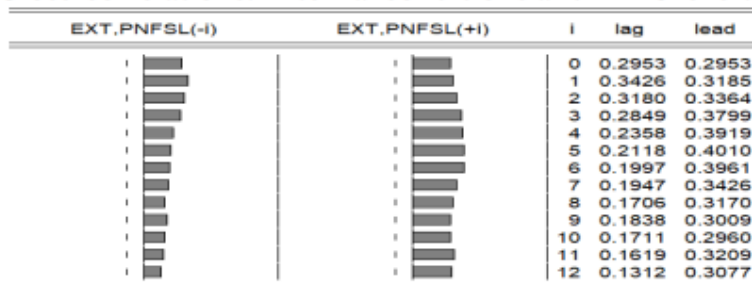 EXT,PNFSL(-i) EXT,PNFSL(+i) i lag lead
0 0.2953 0.2953
1 0.3426 0.3185
2 0.3180 0.3364
3 0.2849 0.3799
4 0.2358 0.3919
5 0.2118 0.4010
6 0.1997 0.3961
7 0.1947 0.3426
8 0.1706 0.3170
9 0.1838 0.3009
10 0.1711 0.2960
11 0.1619 0.3209
12 0.1312 0.3077